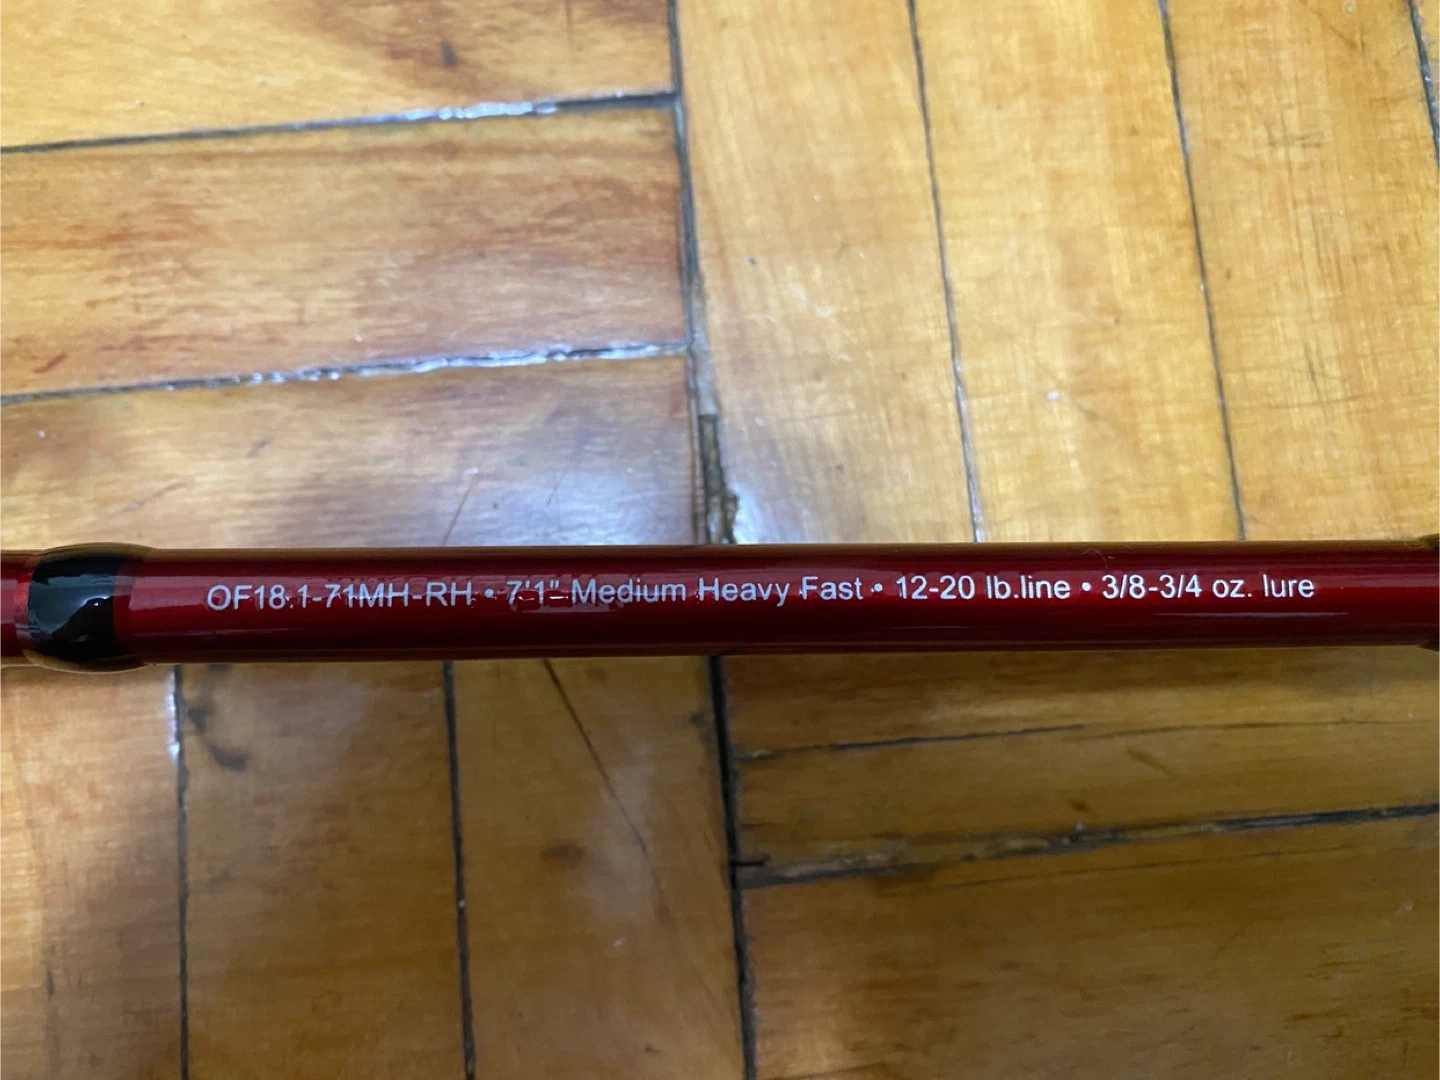 OF18.1-71MH-RH • 7'1" Medium Heavy Fast • 12-20 lb.line • 3/8-3/4 oz. lure